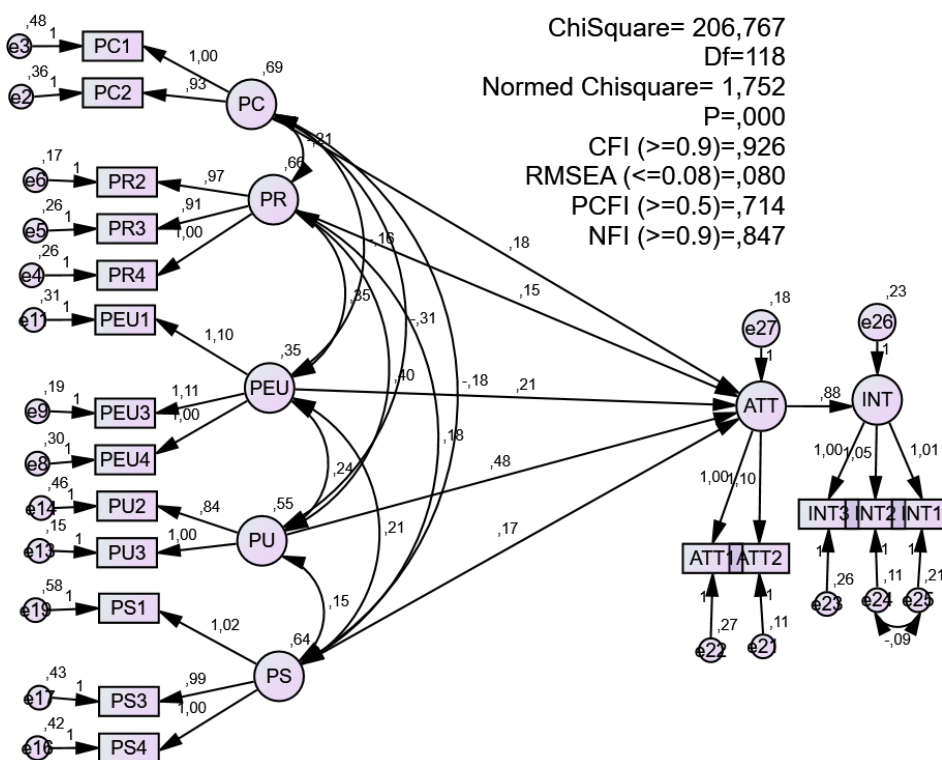 ChiSquare= 206,767
Df=118
Normed Chisquare= 1,752
P=,000
CFI (>=0.9)=,926
RMSEA (<=0.08)=,080
PCFI (>=0.5)=,714
NFI (>=0.9)=,847
,48
e3
1
PC1
1,00
,36
e2
1
PC2
,93
,69
PC
,17
e6
1
PR2
,97
,26
e5
1
PR3
,91
,26
e4
1
PR4
1,00
,66
PR
,31
e11
1
PEU1
1,10
,19
e9
1
PEU3
1,11
,30
e8
1
PEU4
1,00
,35
PEU
,46
e14
1
PU2
,84
,15
e13
1
PU3
1,00
,55
PU
,58
e19
1
PS1
1,02
,43
e17
1
PS3
,99
,42
e16
1
PS4
1,00
,64
PS
-,16
,35
-,31
,40
-,18
,18
,24
,21
,15
,18
,15
,21
,48
,17
,18
e27
1
ATT
,88
,23
e26
1
INT
1,00
1,10
ATT1
ATT2
1
1
,27
e22
,11
e21
1,00
1,05
1,01
INT3
INT2
INT1
1
1
1
,26
e23
,11
e24
,21
e25
-,09